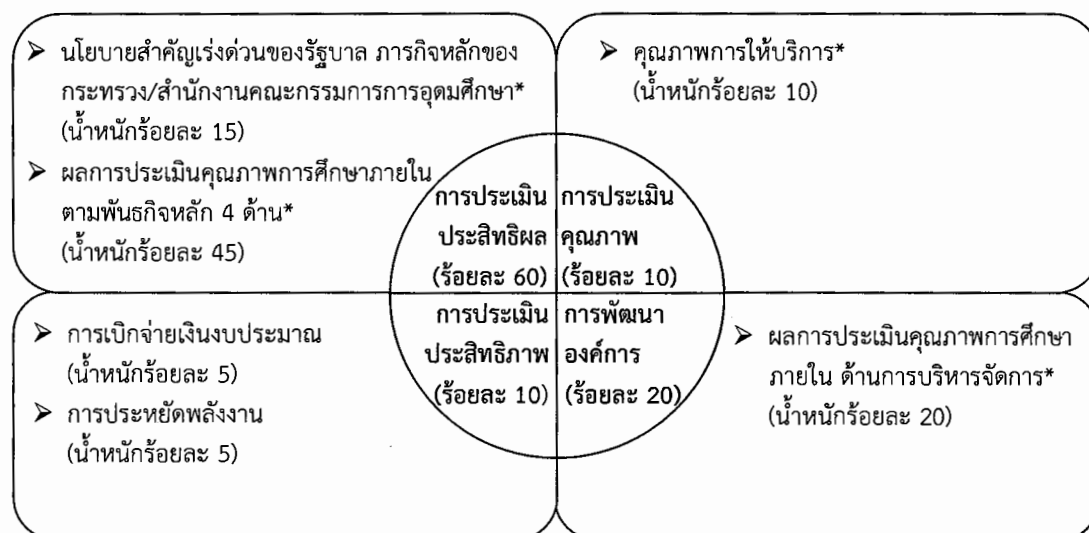 ➢ นโยบายสำคัญเร่งด่วนของรัฐบาล ภารกิจหลักของ
กระทรวง/สำนักงานคณะกรรมการการอุดมศึกษา*
(น้ำหนักร้อยละ 15)
➢ ผลการประเมินคุณภาพการศึกษาภายใน
ตามพันธกิจหลัก 4 ด้าน*
(น้ำหนักร้อยละ 45)
➢ คุณภาพการให้บริการ*
(น้ำหนักร้อยละ 10)
การประเมิน
ประสิทธิผล
(ร้อยละ 60)
การประเมิน
คุณภาพ
(ร้อยละ 10)
➢ การเบิกจ่ายเงินงบประมาณ
(น้ำหนักร้อยละ 5)
➢ การประหยัดพลังงาน
(น้ำหนักร้อยละ 5)
การประเมิน
ประสิทธิภาพ
(ร้อยละ 10)
การพัฒนา
องค์การ
(ร้อยละ 20)
➢ ผลการประเมินคุณภาพการศึกษา
ภายใน ด้านการบริหารจัดการ*
(น้ำหนักร้อยละ 20)